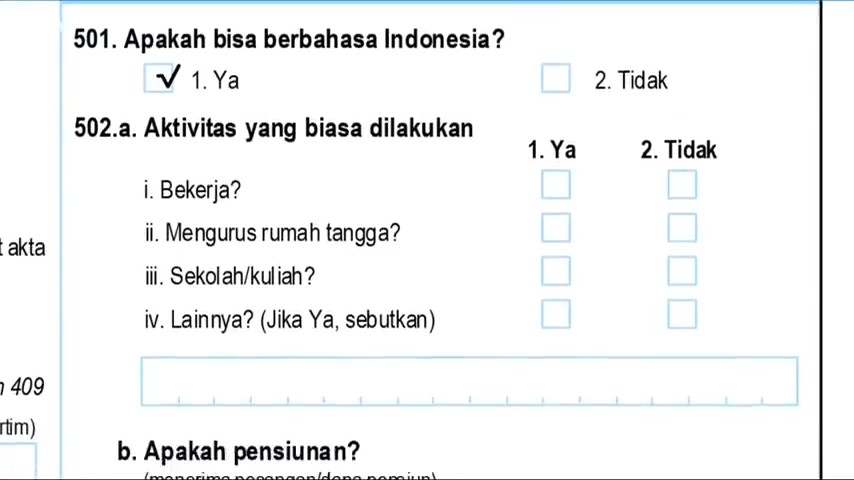 501. Apakah bisa berbahasa Indonesia?
1. Ya 2. Tidak
502.a. Aktivitas yang biasa dilakukan
1. Ya 2. Tidak
i. Bekerja?
ii. Mengurus rumah tangga?
t akta
iii. Sekolah/kuliah?
iv. Lainnya? (Jika Ya, sebutkan)
409
rtim)
b. Apakah pensiunan?